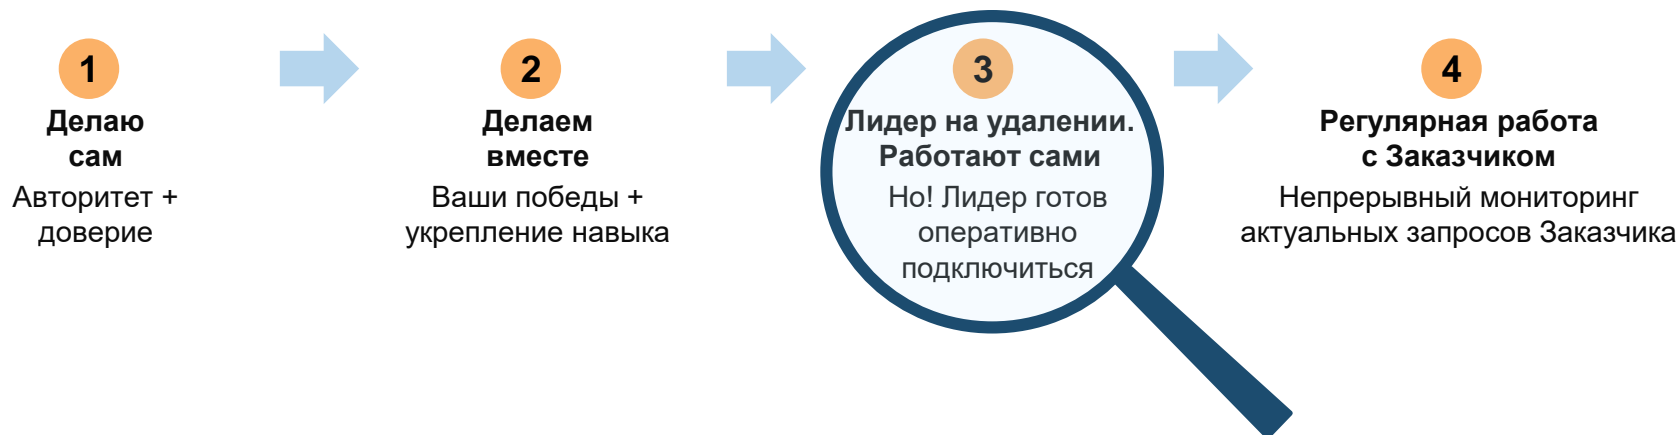 1
Делаю
сам
Авторитет +
доверие
2
Делаем
вместе
Ваши победы +
укрепление навыка
3
Лидер на удалении.
Работают сами
Но! Лидер готов
оперативно
подключиться
4
Регулярная работа
с Заказчиком
Непрерывный мониторинг
актуальных запросов Заказчика